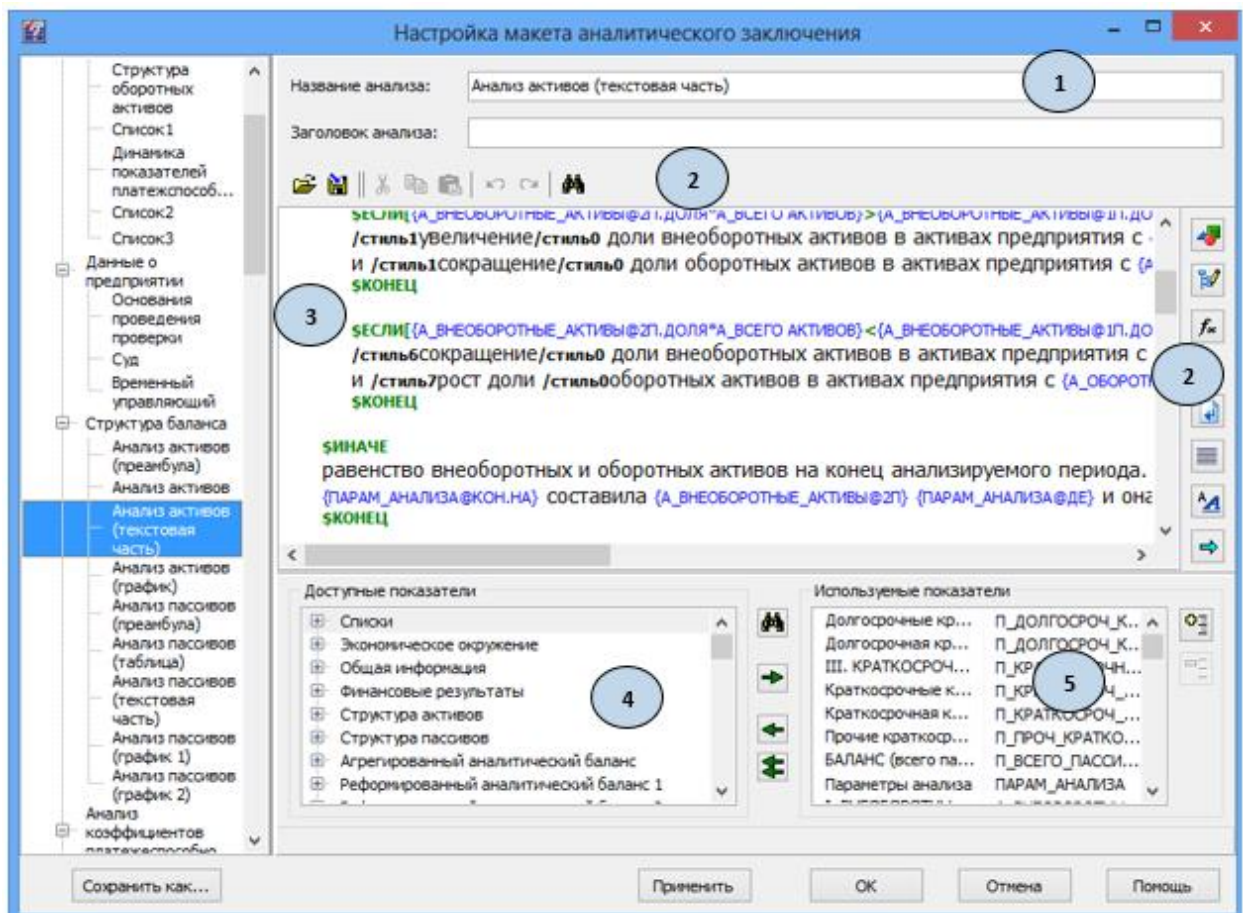 Настройка макета аналитического заключения
Структура
оборотных
активов
Список1
Динамика
показателей
платежспособ...
Список2
Список3
Данные о
предприятии
Основания
проведения
проверки
Суд
Временный
управляющий
Структура баланса
Анализ активов
(преамбула)
Анализ активов
Анализ активов
(текстовая
часть)
Анализ активов
(график)
Анализ пассивов
(преамбула)
Анализ пассивов
(таблица)
Анализ пассивов
(текстовая
часть)
Анализ пассивов
(график 1)
Анализ пассивов
(график 2)
Анализ
коэффициентов
Название анализа: Анализ активов (текстовая часть) 1
Заголовок анализа:
2
$ЕСЛИ[{А_ВНЕОБОРОТНЫЕ_АКТИВЫ@2П.ДОЛЯ*А_ВСЕГО АКТИВОВ}>{А_ВНЕОБОРОТНЫЕ_АКТИВЫ@1П.ДО
/стиль1увеличение/стиль0 доли внеоборотных активов в активах предприятия с
и /стиль1сокращение/стиль0 доли оборотных активов в активах предприятия с {А
$КОНЕЦ
3
$ЕСЛИ[{А_ВНЕОБОРОТНЫЕ_АКТИВЫ@2П.ДОЛЯ*А_ВСЕГО АКТИВОВ}<{А_ВНЕОБОРОТНЫЕ_АКТИВЫ@1П.ДО
/стиль6сокращение/стиль0 доли внеоборотных активов в активах предприятия с
и /стиль7рост доли /стиль0оборотных активов в активах предприятия с {А_ОБОРОТН
$КОНЕЦ
2
$ИНАЧЕ
равенство внеоборотных и оборотных активов на конец анализируемого периода.
{ПАРАМ_АНАЛИЗА@КОН.НА} составила {А_ВНЕОБОРОТНЫЕ_АКТИВЫ@2П} {ПАРАМ_АНАЛИЗА@ДЕ} и она
$КОНЕЦ
Доступные показатели
Списки
Экономическое окружение
Общая информация
Финансовые результаты
Структура активов
Структура пассивов
Агрегированный аналитический баланс
Реформированный аналитический баланс 1
4
Используемые показатели
Долгосрочные кр... П_ДОЛГОСРОЧ_К...
Долгосрочная кр... П_ДОЛГОСРОЧ_К...
III. КРАТКОСРОЧ...
Краткосрочные к...
Краткосрочная к... П_КРАТКОСРОЧ_...
Прочие краткоср... П_ПРОЧ_КРАТКО...
БАЛАНС (всего па... П_ВСЕГО_ПАССИ...
Параметры анализа ПАРАМ_АНАЛИЗА
5
Сохранить как... Применить ОК Отмена Помощь